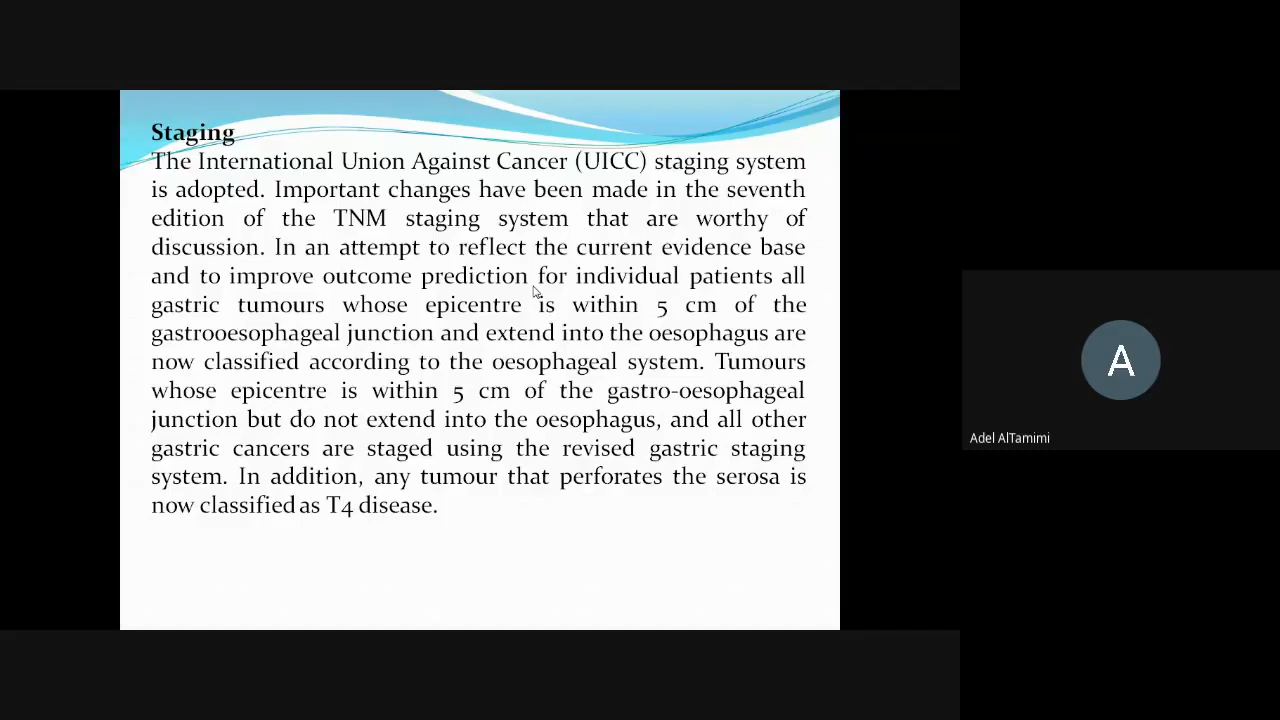 Staging
The International Union Against Cancer (UICC) staging system
is adopted. Important changes have been made in the seventh
edition of the TNM staging system that are worthy of
discussion. In an attempt to reflect the current evidence base
and to improve outcome prediction for individual patients all
gastric tumours whose epicentre is within 5 cm of the
gastrooesophageal junction and extend into the oesophagus are
now classified according to the oesophageal system. Tumours
whose epicentre is within 5 cm of the gastro-oesophageal
junction but do not extend into the oesophagus, and all other
gastric cancers are staged using the revised gastric staging
system. In addition, any tumour that perforates the serosa is
now classified as T4 disease.
A
Adel AlTamimi